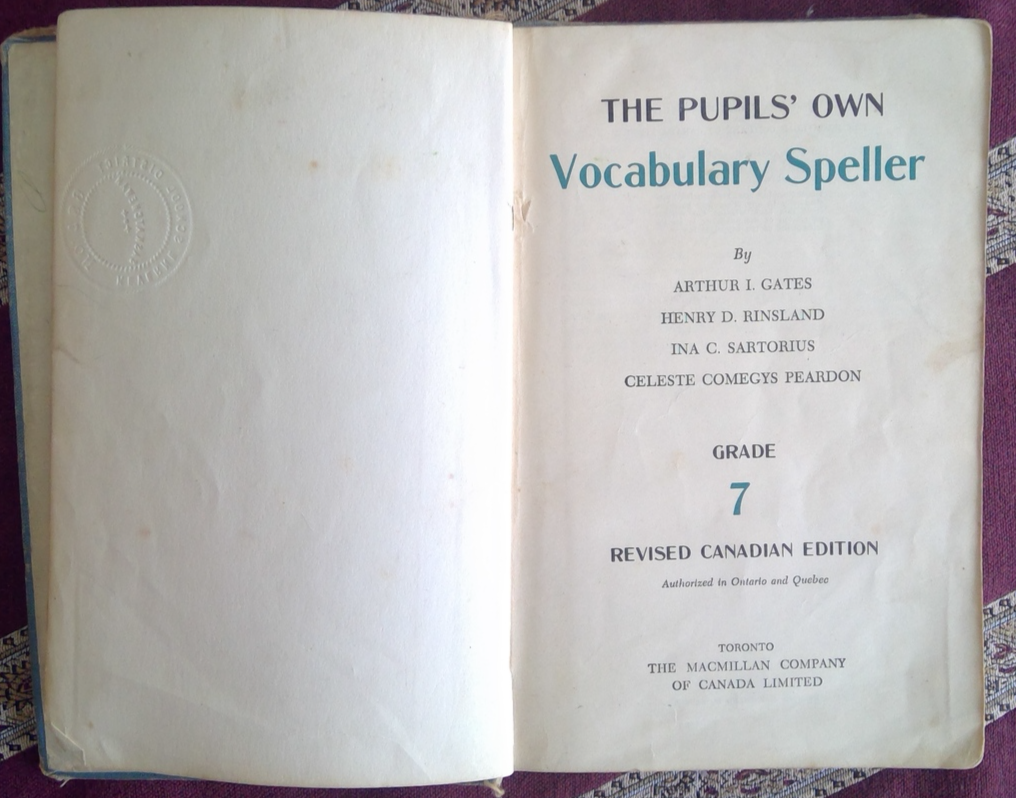 THE PUPILS' OWN
Vocabulary Speller
By
ARTHUR I. GATES
HENRY D. RINSLAND
INA C. SARTORIUS
CELESTE COMEGYS PEARDON
GRADE
7
REVISED CANADIAN EDITION
Authorized in Ontario and Quebec
TORONTO
THE MACMILLAN COMPANY
OF CANADA LIMITED